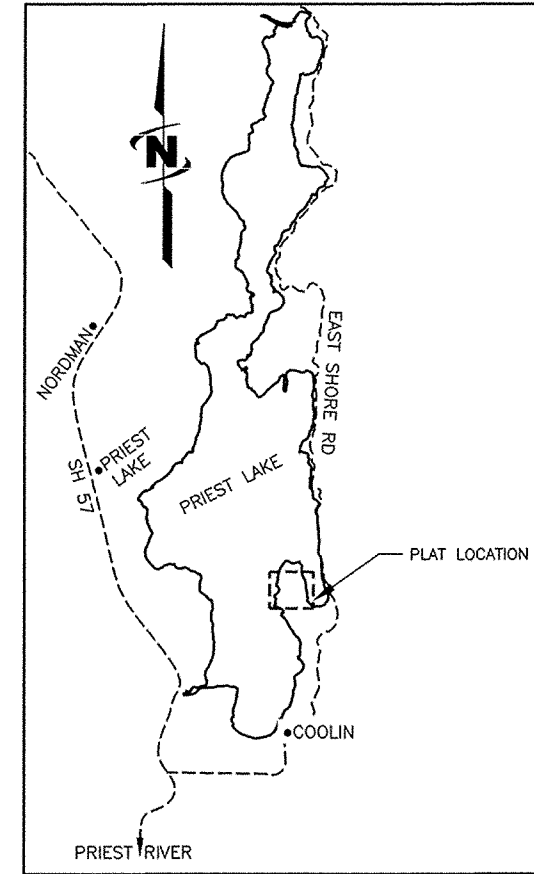 N
EAST SHORE RD
NORDMAN
PRIEST
LAKE
SH 57
PRIEST LAKE
PLAT LOCATION
COOLIN
PRIEST RIVER